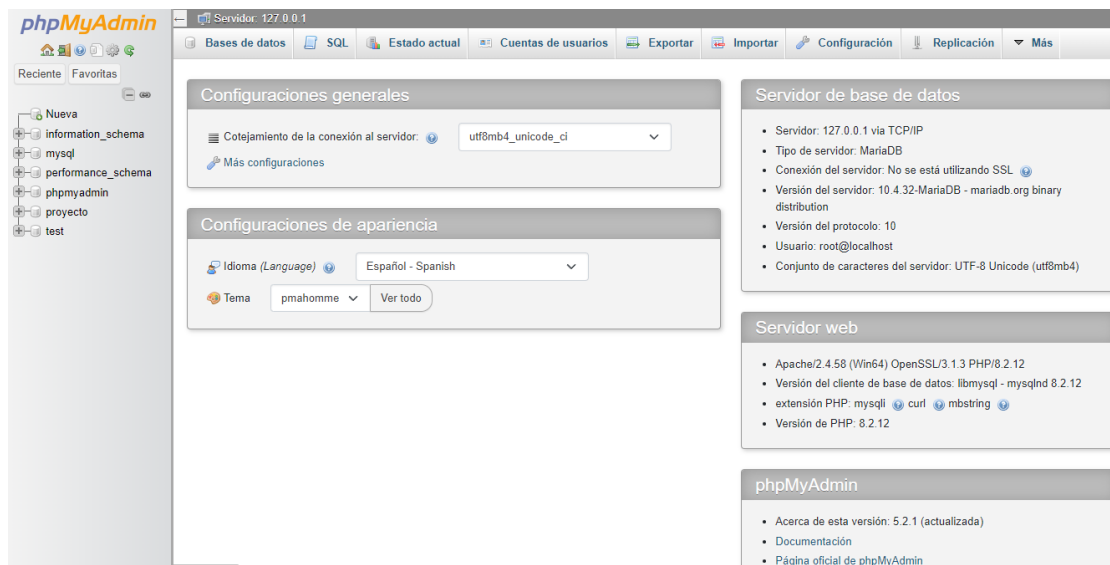 phpMyAdmin
Reciente Favoritas
Nueva
information_schema
mysql
performance_schema
phpmyadmin
proyecto
test
Servidor: 127.0.0.1
Bases de datos SQL Estado actual Cuentas de usuarios Exportar Importar Configuración Replicación Más
Configuraciones generales
Cotejamiento de la conexión al servidor: utf8mb4_unicode_ci
Más configuraciones
Configuraciones de apariencia
Idioma (Language) Español - Spanish
Tema pmahomme Ver todo
Servidor de base de datos
• Servidor: 127.0.0.1 via TCP/IP
• Tipo de servidor: MariaDB
• Conexión del servidor: No se está utilizando SSL
• Versión del servidor: 10.4.32-MariaDB - mariadb.org binary
distribution
• Versión del protocolo: 10
• Usuario: root@localhost
• Conjunto de caracteres del servidor: UTF-8 Unicode (utf8mb4)
Servidor web
• Apache/2.4.58 (Win64) OpenSSL/3.1.3 PHP/8.2.12
• Versión del cliente de base de datos: libmysql - mysqlnd 8.2.12
• extensión PHP: mysqli curl mbstring
• Versión de PHP: 8.2.12
phpMyAdmin
• Acerca de esta versión: 5.2.1 (actualizada)
• Documentación
• Página oficial de phpMyAdmin